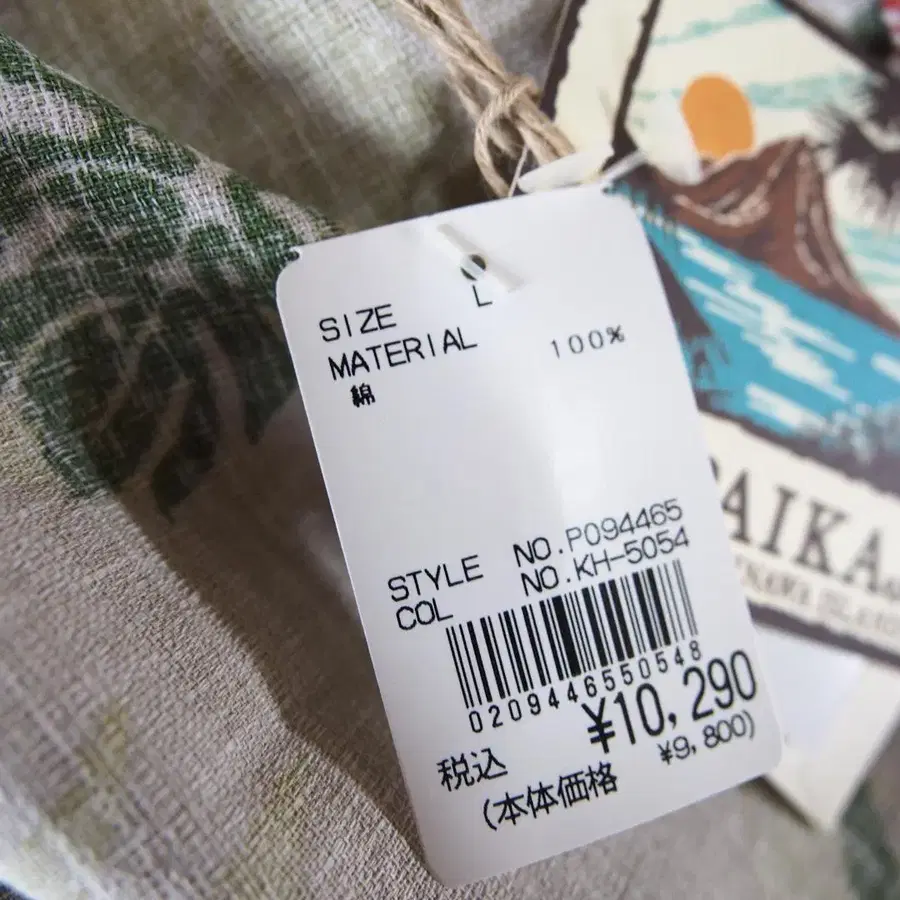 SIZE L
MATERIAL 100%
綿
STYLE NO.P094465
COL NO.KH-5054
0209446550548
¥10,290
税込
(本体価格 ¥9,800)
AIKA